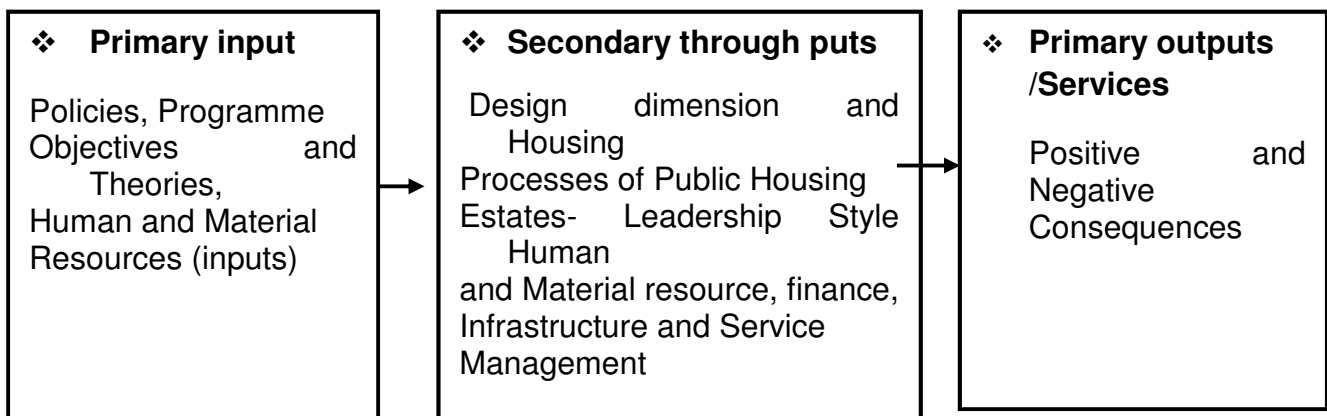 ❖ Primary input
Policies, Programme
Objectives and
Theories,
Human and Material
Resources (inputs)
❖ Secondary through puts
Design dimension and
Housing
Processes of Public Housing
Estates- Leadership Style
Human
and Material resource, finance,
Infrastructure and Service
Management
❖ Primary outputs
/Services
Positive and
Negative
Consequences